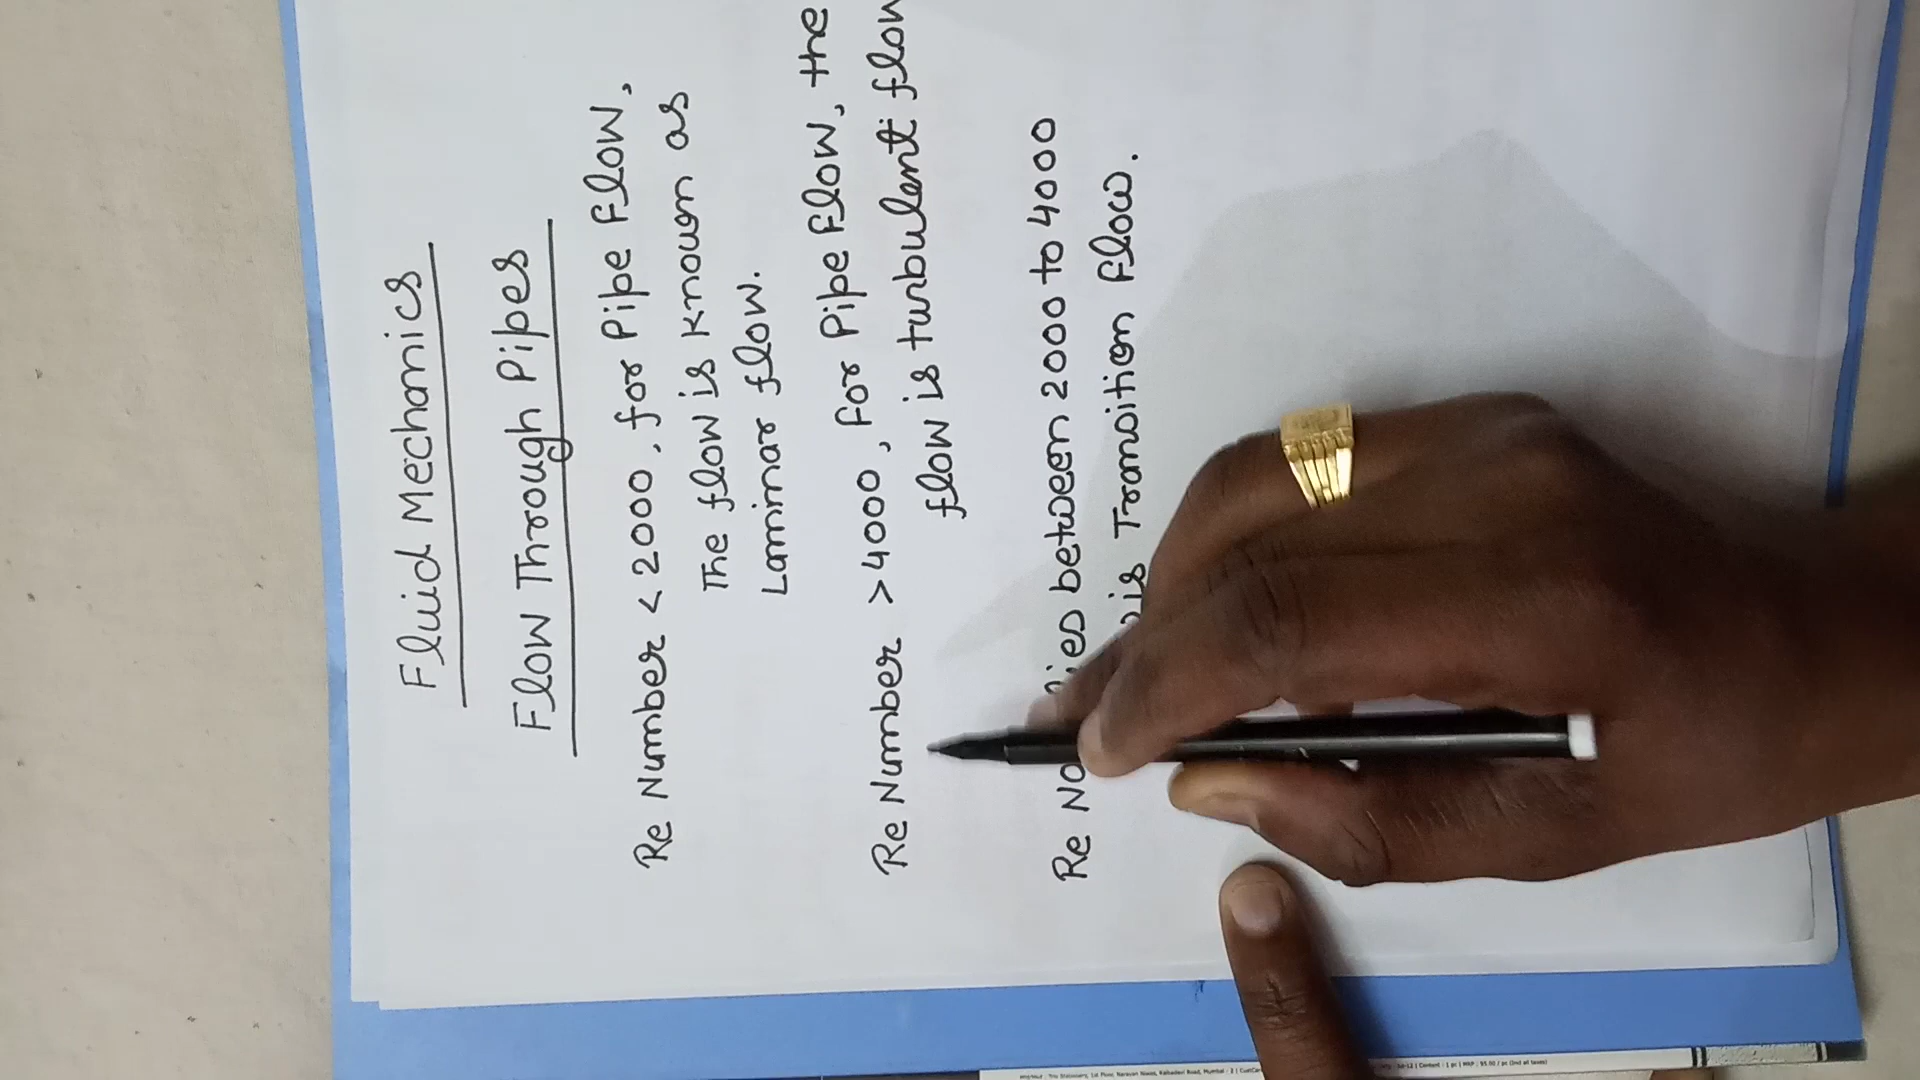 Fluid Mechanics
Flow Through Pipes
Re Number < 2000, for Pipe Flow,
The flow is known as
Laminar flow.
Re Number > 4000, for Pipe Flow, the
flow is turbulent flow
Re No between 2000 to 4000
is Transition Flow.